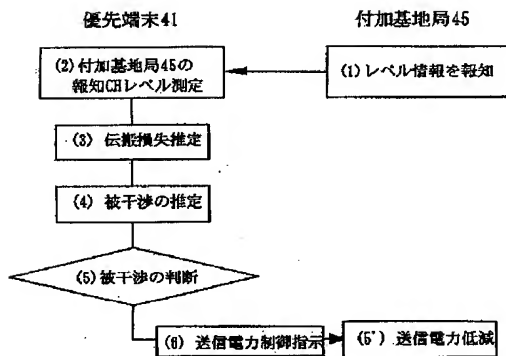 優先端末41
付加基地局45
(2) 付加基地局45の
報知CHレベル測定
(1) レベル情報を報知
(3) 伝搬損失推定
(4) 被干渉の推定
(5) 被干渉の判断
(6) 送信電力制御指示
(5') 送信電力低減